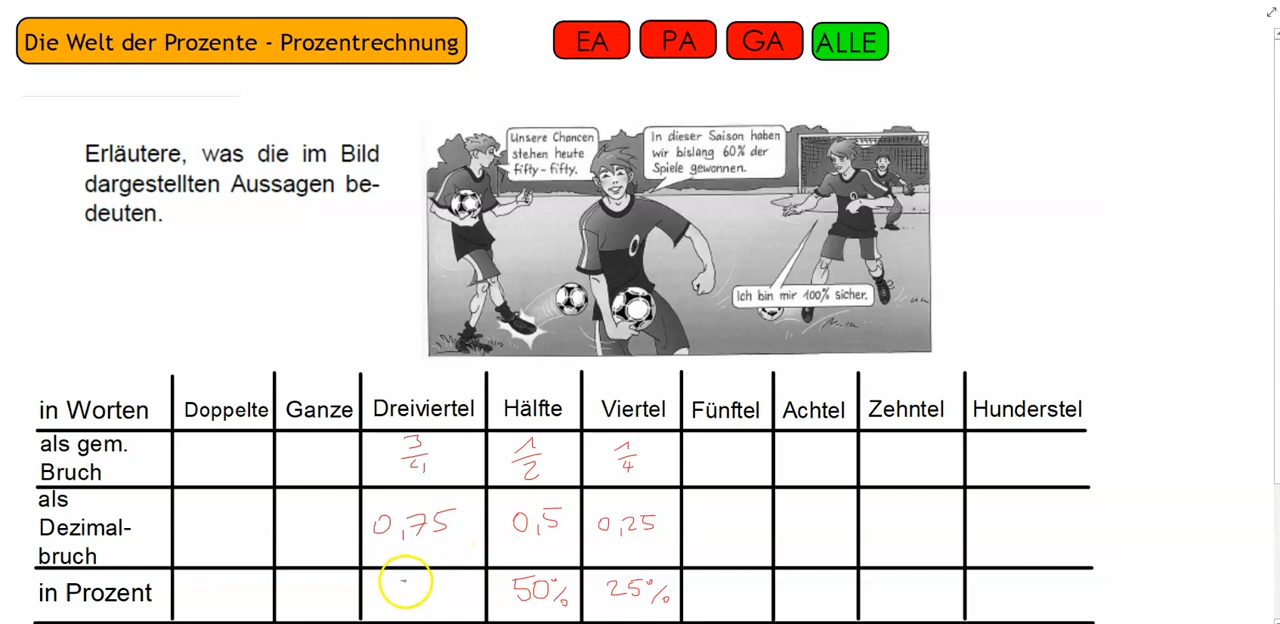 Die Welt der Prozente - Prozentrechnung
EA PA GA ALLE
Erläutere, was die im Bild
dargestellten Aussagen be-
deuten.
Unsere Chancen
stehen heute
fifty-fifty.
In dieser Saison haben
wir bislang 60% der
Spiele gewonnen.
Ich bin mir 100% sicher.
in Worten Doppelte Ganze Dreiviertel Hälfte Viertel Fünftel Achtel Zehntel Hunderstel
als gem.
Bruch 3/4 1/2 1/4
als
Dezimal- 0,75 0,5 0,25
bruch
in Prozent 50% 25%